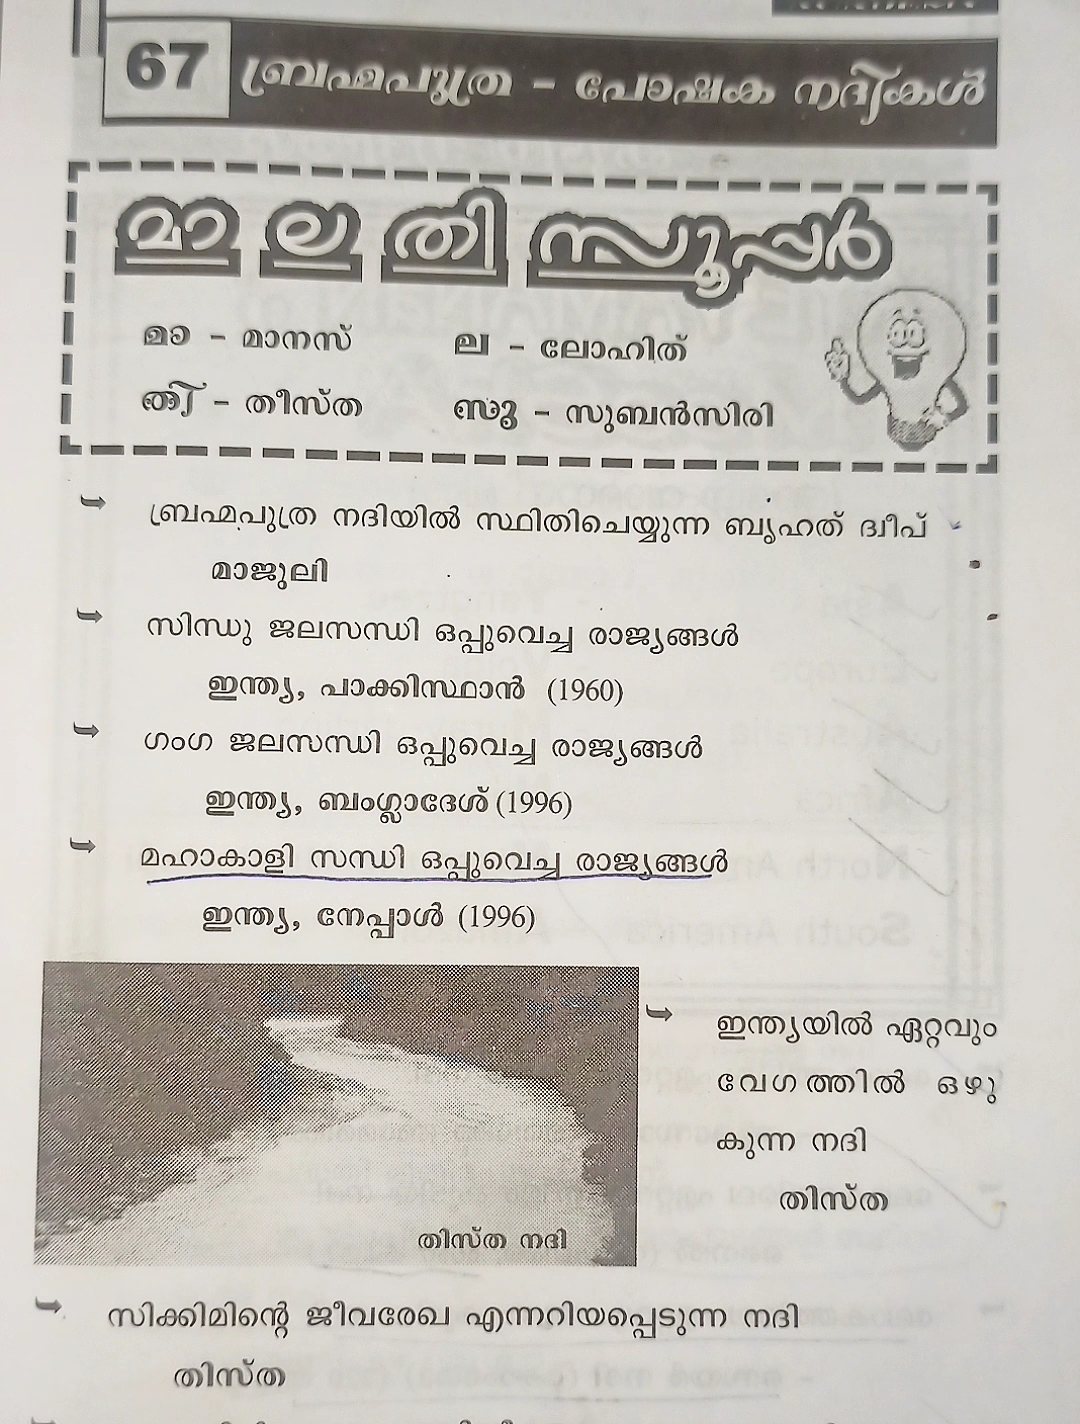 67 ബ്രഹ്മപുത്ര - പോഷക നദീകൾ
മാ ല തി സൂപ്പർ
മാ - മാനസ് ല - ലോഹിത്
തീ - തീസ്ത സൂ - സുബൻസിരി
ബ്രഹ്മപുത്ര നദിയിൽ സ്ഥിതിചെയ്യുന്ന ബൃഹത് ദ്വീപ്
മാജുലി
സിന്ധു ജലസന്ധി ഒപ്പുവെച്ച രാജ്യങ്ങൾ
ഇന്ത്യ, പാക്കിസ്ഥാൻ (1960)
ഗംഗ ജലസന്ധി ഒപ്പുവെച്ച രാജ്യങ്ങൾ
ഇന്ത്യ, ബംഗ്ലാദേശ് (1996)
മഹാകാളി സന്ധി ഒപ്പുവെച്ച രാജ്യങ്ങൾ
ഇന്ത്യ, നേപ്പാൾ (1996)
ഇന്ത്യയിൽ ഏറ്റവും
വേഗത്തിൽ ഒഴു
കുന്ന നദി
തിസ്ത
തിസ്ത നദി
സിക്കിമിന്റെ ജീവരേഖ എന്നറിയപ്പെടുന്ന നദി
തിസ്ത